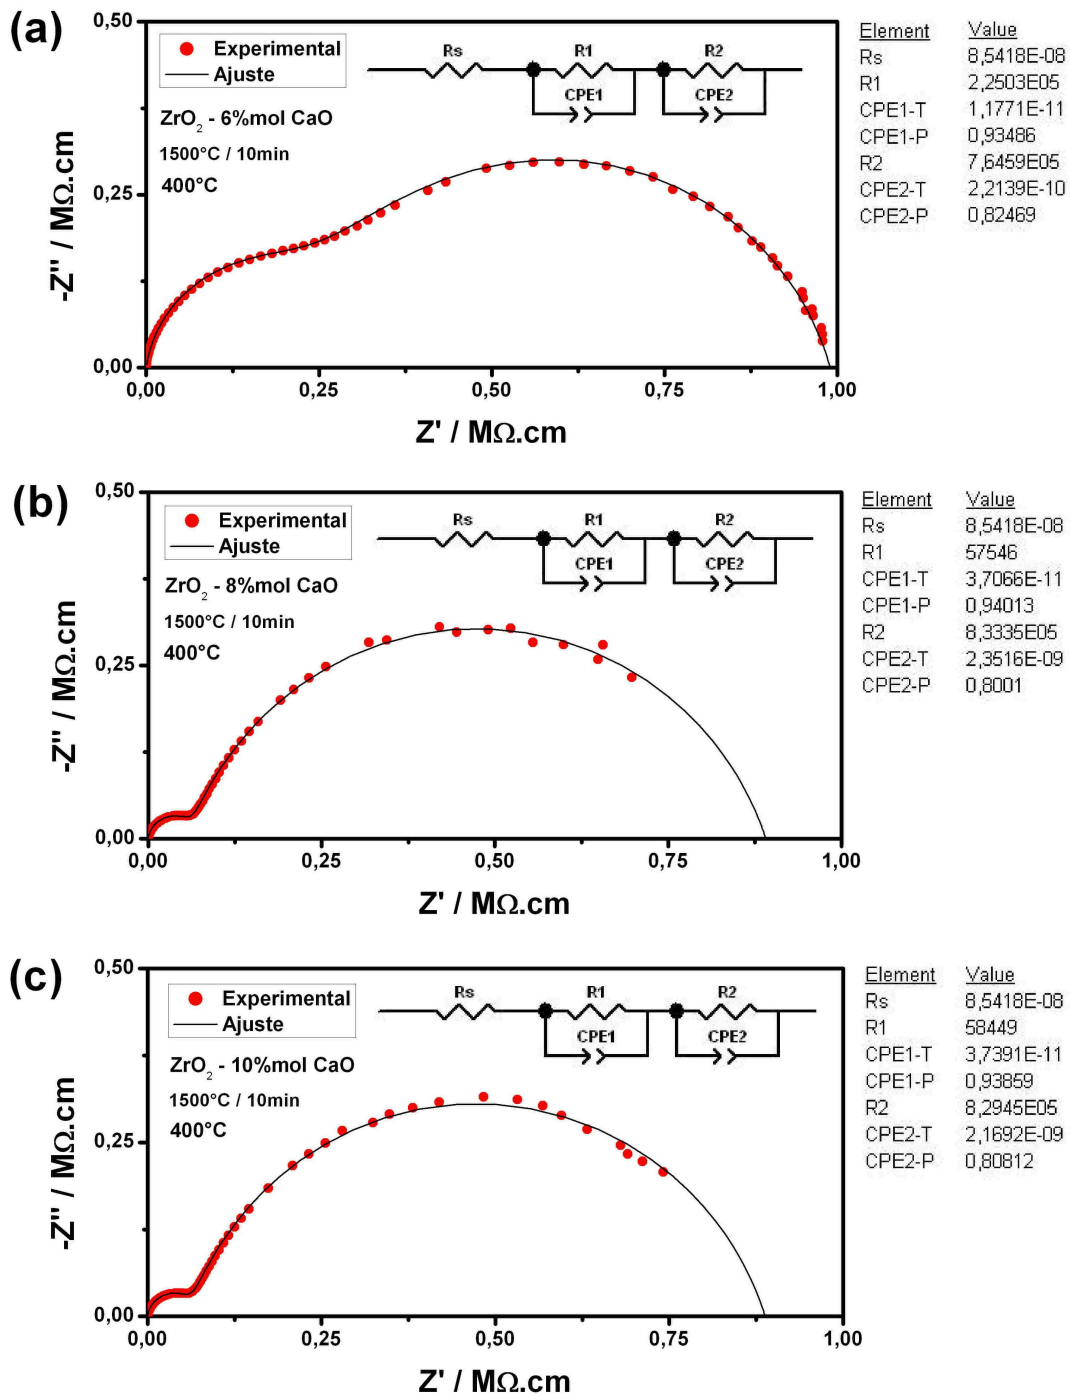 (a)
0,50
0,25
0,00
-Z" / MΩ.cm
Experimental
Ajuste
ZrO2 - 6%mol CaO
1500°C / 10min
400°C
Rs R1 R2
CPE1 CPE2
0,00 0,25 0,50 0,75 1,00
Z' / MΩ.cm
Element Value
Rs 8,5418E-08
R1 2,2503E05
CPE1-T 1,1771E-11
CPE1-P 0,93486
R2 7,6459E05
CPE2-T 2,2139E-10
CPE2-P 0,82469
(b)
0,50
0,25
0,00
-Z" / MΩ.cm
Experimental
Ajuste
ZrO2 - 8%mol CaO
1500°C / 10min
400°C
Rs R1 R2
CPE1 CPE2
0,00 0,25 0,50 0,75 1,00
Z' / MΩ.cm
Element Value
Rs 8,5418E-08
R1 57546
CPE1-T 3,7066E-11
CPE1-P 0,94013
R2 8,3335E05
CPE2-T 2,3516E-09
CPE2-P 0,8001
(c)
0,50
0,25
0,00
-Z" / MΩ.cm
Experimental
Ajuste
ZrO2 - 10%mol CaO
1500°C / 10min
400°C
Rs R1 R2
CPE1 CPE2
0,00 0,25 0,50 0,75 1,00
Z' / MΩ.cm
Element Value
Rs 8,5418E-08
R1 58449
CPE1-T 3,7391E-11
CPE1-P 0,93859
R2 8,2945E05
CPE2-T 2,1692E-09
CPE2-P 0,80812